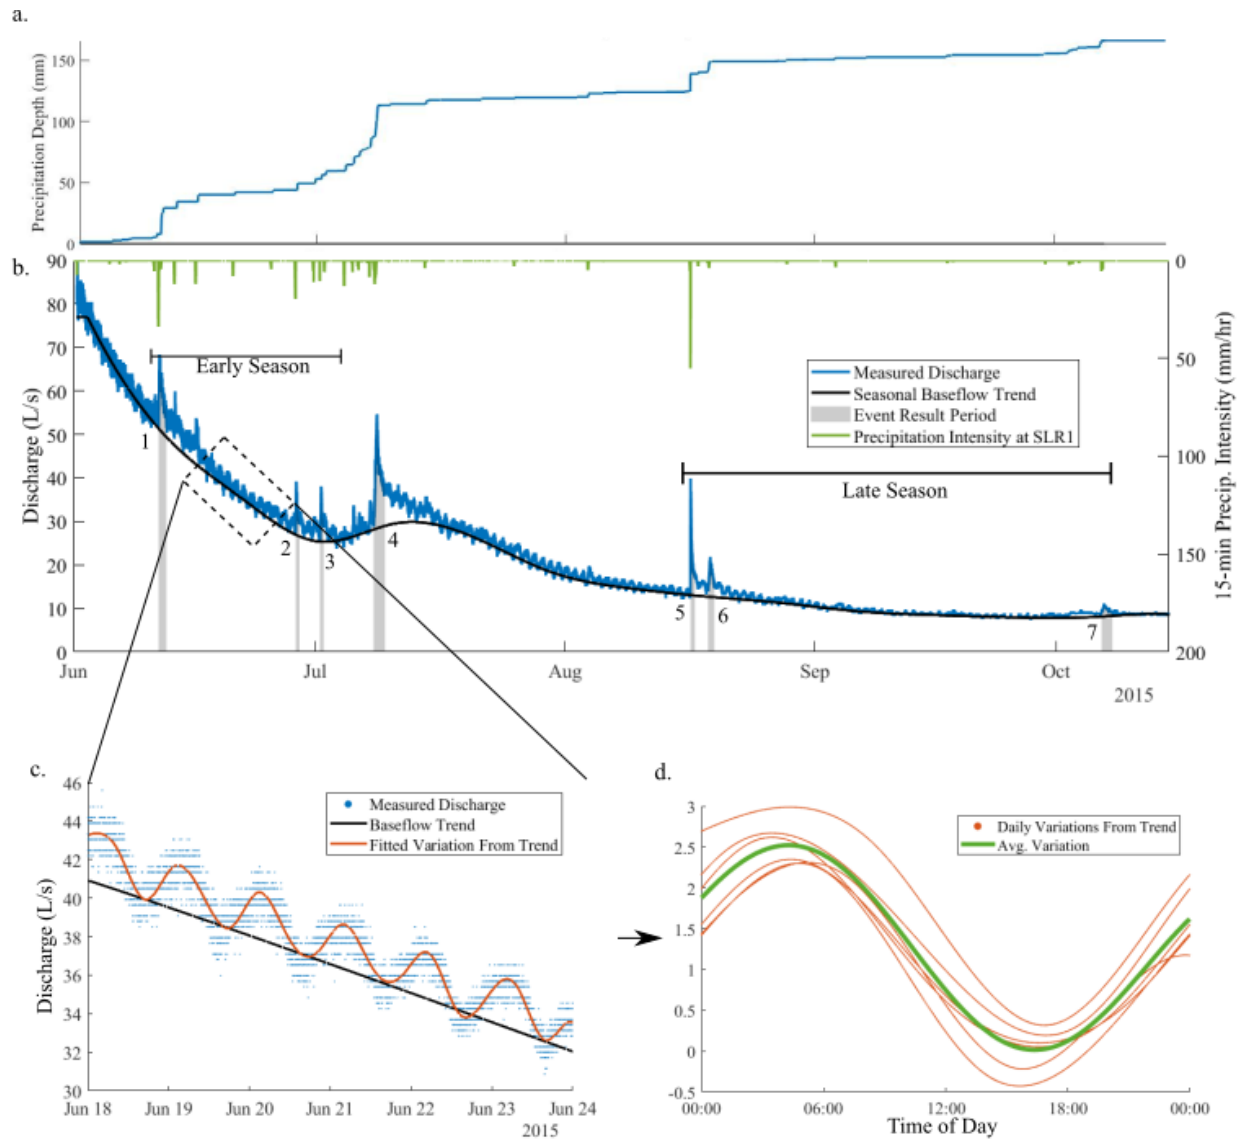 a.
Precipitation Depth (mm)
150
100
50
0
b.
Discharge (L/s)
90
80
70
60
50
40
30
20
10
0
0
50
100
150
200
15-min Precip. Intensity (mm/hr)
Early Season
Late Season
Measured Discharge
Seasonal Baseflow Trend
Event Result Period
Precipitation Intensity at SLR1
1
2
3
4
5
6
7
Jun Jul Aug Sep Oct
2015
c.
Discharge (L/s)
46
44
42
40
38
36
34
32
30
Measured Discharge
Baseflow Trend
Fitted Variation From Trend
Jun 18 Jun 19 Jun 20 Jun 21 Jun 22 Jun 23 Jun 24
2015
d.
3
2.5
2
1.5
1
0.5
0
-0.5
Daily Variations From Trend
Avg. Variation
00:00 06:00 12:00 18:00 00:00
Time of Day